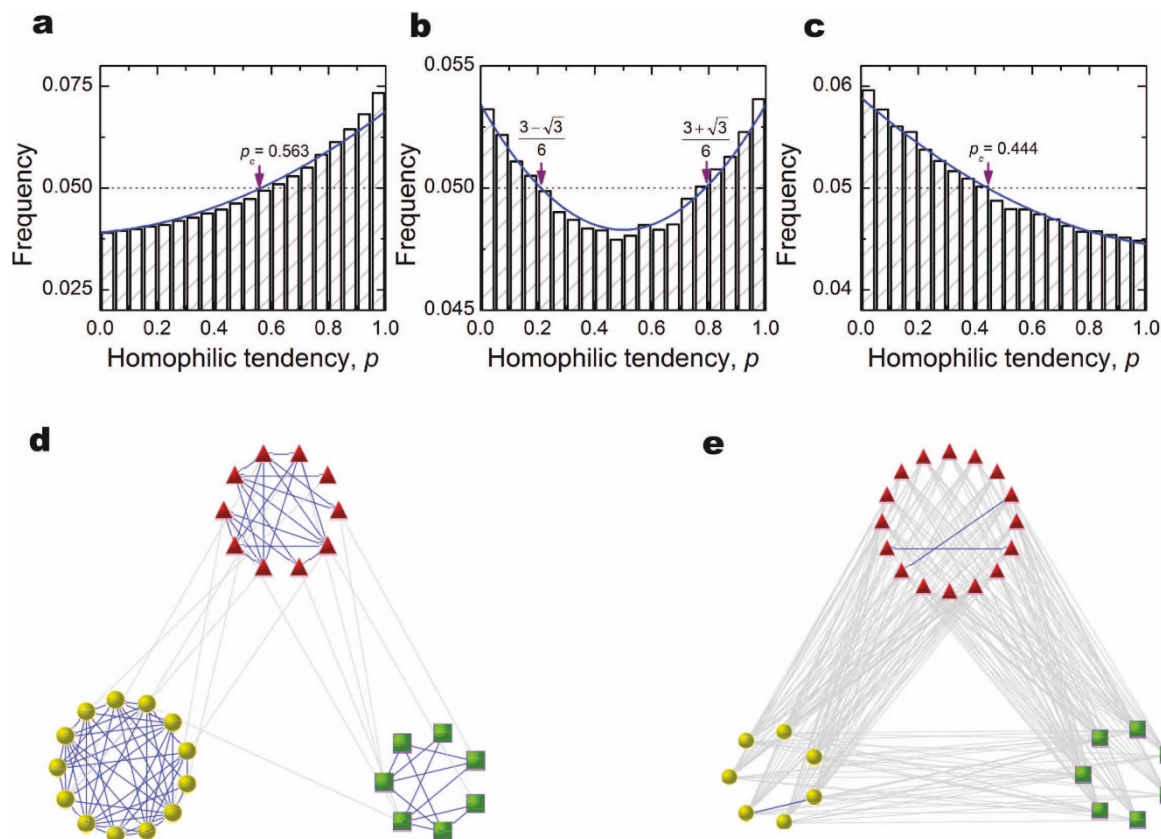 a
b
c
0.075
0.050
0.025
Frequency
p_c = 0.563
0.0 0.2 0.4 0.6 0.8 1.0
Homophilic tendency, p
0.055
0.050
0.045
Frequency
3 − √3
6
3 + √3
6
0.0 0.2 0.4 0.6 0.8 1.0
Homophilic tendency, p
0.06
0.05
0.04
Frequency
p_c = 0.444
0.0 0.2 0.4 0.6 0.8 1.0
Homophilic tendency, p
d
e